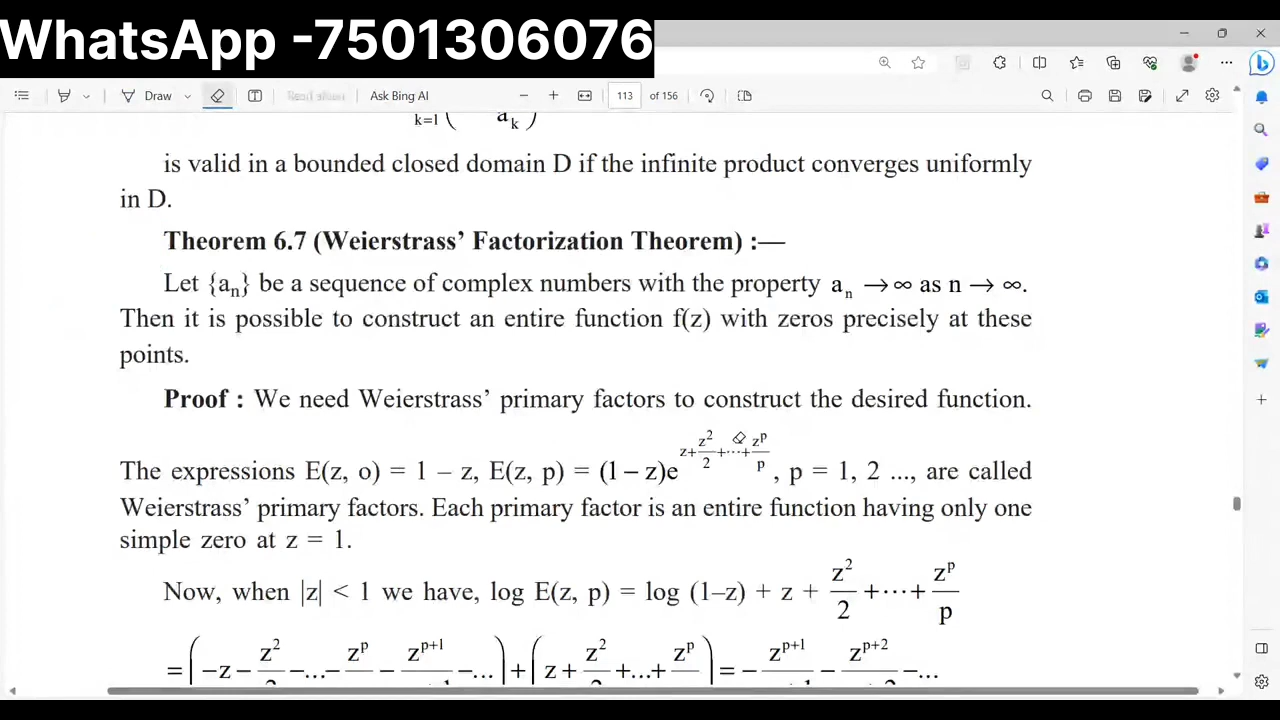 WhatsApp -7501306076
Draw
Ask Bing AI
113 of 156
k=1 ( a_k )
is valid in a bounded closed domain D if the infinite product converges uniformly
in D.
Theorem 6.7 (Weierstrass’ Factorization Theorem) :—
Let {a_n} be a sequence of complex numbers with the property a_n → ∞ as n → ∞.
Then it is possible to construct an entire function f(z) with zeros precisely at these
points.
Proof : We need Weierstrass’ primary factors to construct the desired function.
The expressions E(z, o) = 1 – z, E(z, p) = (1 – z)e^{z+\frac{z^2}{2}+⋯+\frac{z^p}{p}}, p = 1, 2 ..., are called
Weierstrass’ primary factors. Each primary factor is an entire function having only one
simple zero at z = 1.
Now, when |z| < 1 we have, log E(z, p) = log (1–z) + z + \frac{z^2}{2} + ⋯ + \frac{z^p}{p}